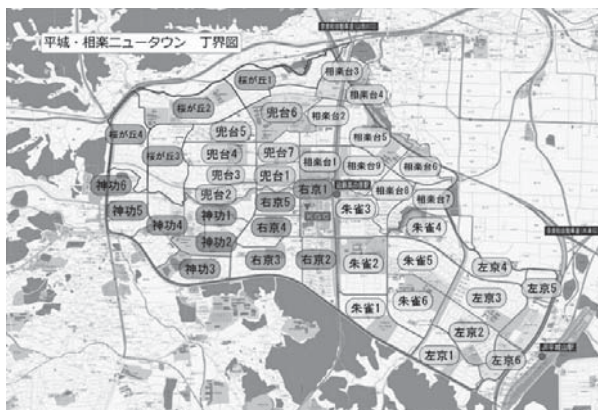 平城・相楽ニュータウン 丁界図
相楽台3
桜が丘1
相楽台4
桜が丘2
兜台6
相楽台2
桜が丘4
兜台5
相楽台5
桜が丘3
兜台4
兜台7
相楽台1
相楽台9
相楽台6
兜台3
兜台1
神功6
右京1
相楽台8
兜台2
相楽台7
右京5
神功5
神功1
朱雀3
神功4
右京4
朱雀4
神功2
右京3
右京2
朱雀2
朱雀5
神功3
左京4
左京5
左京3
朱雀6
朱雀1
左京2
左京1
左京6